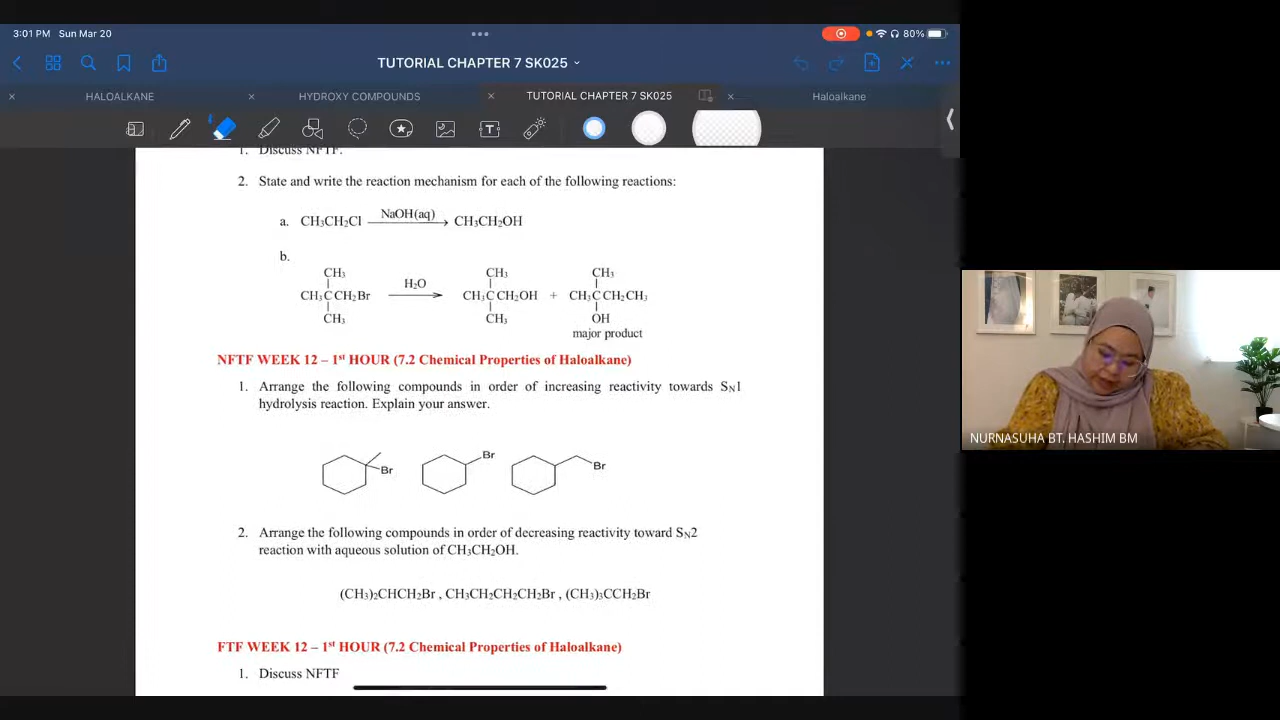 3:01 PM Sun Mar 20
80%
TUTORIAL CHAPTER 7 SK025
HALOALKANE
HYDROXY COMPOUNDS
TUTORIAL CHAPTER 7 SK025
Haloalkane
1. Discuss NFTF.
2. State and write the reaction mechanism for each of the following reactions:
NaOH(aq)
a. CH₃CH₂Cl → CH₃CH₂OH
b.
CH₃ CH₃ CH₃
H₂O
CH₃CCH₂Br → CH₃CCH₂OH + CH₃CCH₂CH₃
CH₃ CH₃ OH
major product
NFTF WEEK 12 – 1st HOUR (7.2 Chemical Properties of Haloalkane)
1. Arrange the following compounds in order of increasing reactivity towards SN1
hydrolysis reaction. Explain your answer.
Br Br Br
2. Arrange the following compounds in order of decreasing reactivity toward SN2
reaction with aqueous solution of CH₃CH₂OH.
(CH₃)₂CHCH₂Br , CH₃CH₂CH₂CH₂Br , (CH₃)₃CCH₂Br
FTF WEEK 12 – 1st HOUR (7.2 Chemical Properties of Haloalkane)
1. Discuss NFTF
NURNASUHA BT. HASHIM BM